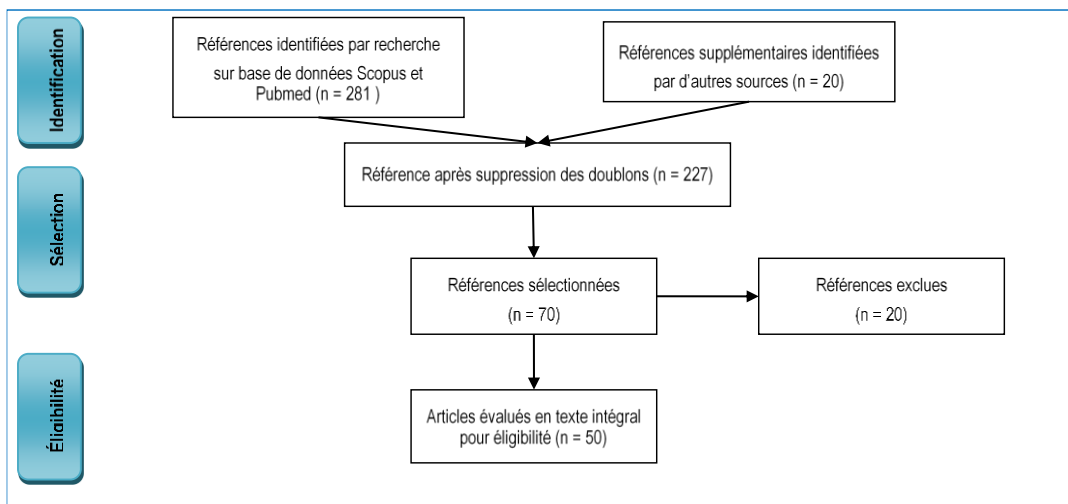 Identification
Références identifiées par recherche
sur base de données Scopus et
Pubmed (n = 281 )
Références supplémentaires identifiées
par d'autres sources (n = 20)
Référence après suppression des doublons (n = 227)
Sélection
Références sélectionnées
(n = 70)
Références exclues
(n = 20)
Éligibilité
Articles évalués en texte intégral
pour éligibilité (n = 50)